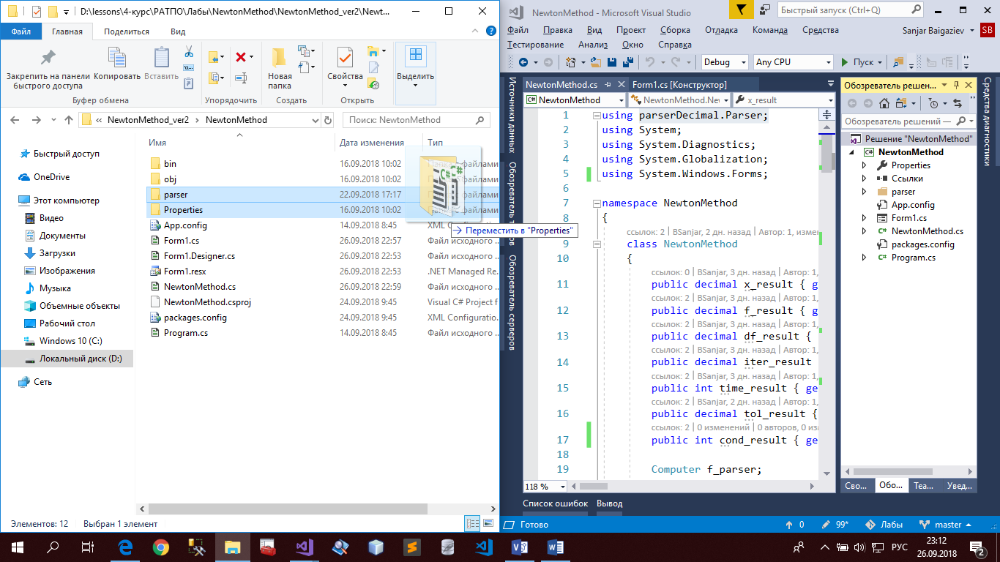 D:\lessons\4-курс\РАТПО\Лабы\NewtonMethod\NewtonMethod_ver2\Newt...
Файл Главная Поделиться Вид
Закрепить на панели быстрого доступа
Копировать
Вставить
Новая папка
Свойства
Выделить
Буфер обмена Упорядочить Создать Открыть
NewtonMethod_ver2 NewtonMethod
Поиск: NewtonMethod
Имя Дата изменения Тип
Быстрый доступ
OneDrive
Этот компьютер
Видео
Документы
Загрузки
Изображения
Музыка
Объемные объекты
Рабочий стол
Windows 10 (C:)
Локальный диск (D:)
Сеть
bin 16.09.2018 10:02
obj 16.09.2018 10:02
parser 22.09.2018 17:17
Properties 16.09.2018 10:02
App.config 14.09.2018 8:45
Form1.cs 26.09.2018 22:57 Файл исходного ...
Form1.Designer.cs 26.09.2018 22:53 Файл исходного ...
Form1.resx 26.09.2018 22:53 .NET Managed Re...
NewtonMethod.cs 26.09.2018 22:59 Файл исходного ...
NewtonMethod.csproj 24.09.2018 9:45 Visual C# Project f
packages.config 24.09.2018 9:45 XML Configuratio...
Program.cs 14.09.2018 8:45 Файл исходного ...
Переместить в "Properties"
Элементов: 12 Выбран 1 элемент
NewtonMethod - Microsoft Visual Studio
Быстрый запуск (Ctrl+Q)
Файл Правка Вид Проект Сборка Отладка Команда Средства
Sanjar Baigaziev SB
Тестирование Анализ Окно Справка
Debug Any CPU Пуск
Источники данных
Обозреватель серверов
NewtonMethod.cs Form1.cs [Конструктор]
NewtonMethod NewtonMethod.Nev x_result
1 using parserDecimal.Parser;
2 using System;
3 using System.Diagnostics;
4 using System.Globalization;
5 using System.Windows.Forms;
6
7 namespace NewtonMethod
8 {
ссылок: 2 | BSanjar, 2 дн. назад | Автор: 1, измен
9 class NewtonMethod
10 {
ссылок: 0 | BSanjar, 3 дн. назад | Автор: 1,
11 public decimal x_result { g
ссылок: 2 | BSanjar, 3 дн. назад | Автор: 1,
12 public decimal f_result { g
ссылок: 2 | BSanjar, 3 дн. назад | Автор: 1,
13 public decimal df_result {
ссылок: 2 | BSanjar, 3 дн. назад | Автор: 1,
14 public decimal iter_result
ссылок: 2 | BSanjar, 3 дн. назад | Автор: 1,
15 public int time_result { ge
ссылок: 2 | BSanjar, 2 дн. назад | Автор: 1,
16 public decimal tol_result {
ссылок: 2 | 0 изменений | 0 авторов, 0 из
17 public int cond_result { ge
18
19 Computer f_parser;
118 %
Обозреватель решен...
Обозреватель решений —
Решение "NewtonMethod"
NewtonMethod
Properties
Ссылки
parser
App.config
Form1.cs
NewtonMethod.cs
packages.config
Program.cs
Сво... Обо... Теа... Увед...
Средства диагностики
Список ошибок Вывод
Готово 0 99* Лабы master
РУС 23:12
26.09.2018
2